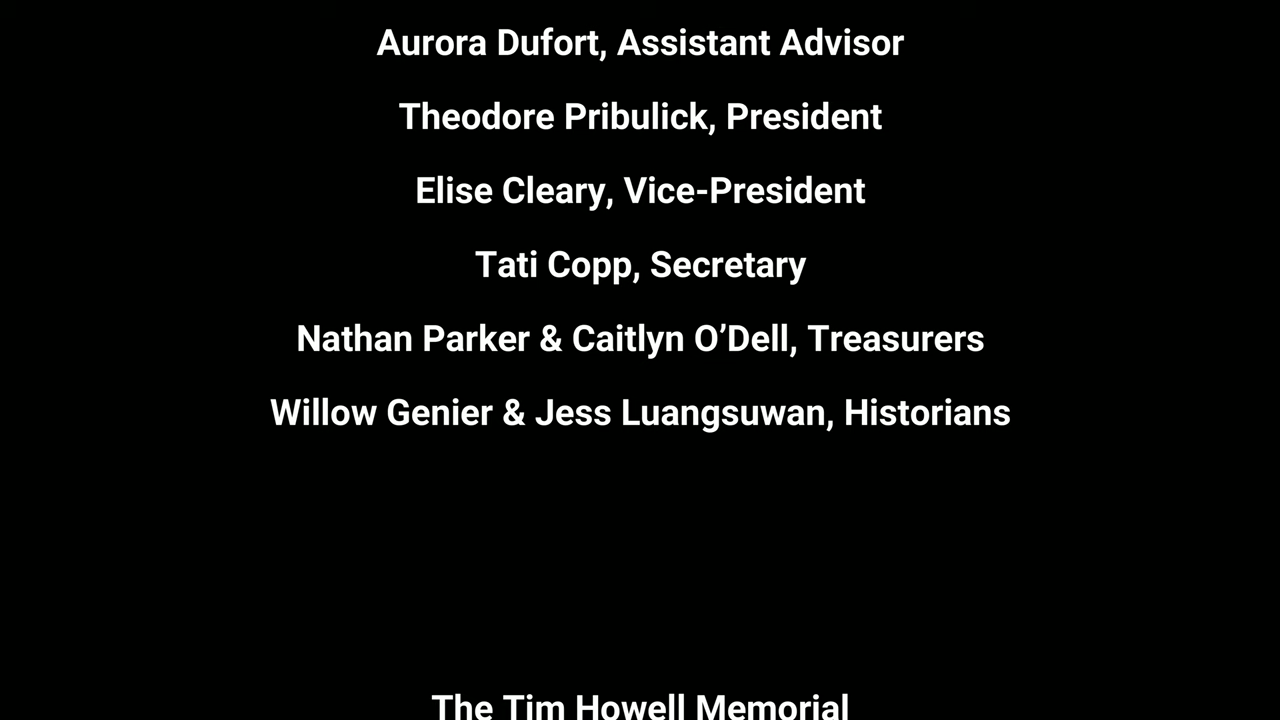 Aurora Dufort, Assistant Advisor
Theodore Pribulick, President
Elise Cleary, Vice-President
Tati Copp, Secretary
Nathan Parker & Caitlyn O’Dell, Treasurers
Willow Genier & Jess Luangsuwan, Historians
The Tim Howell Memorial